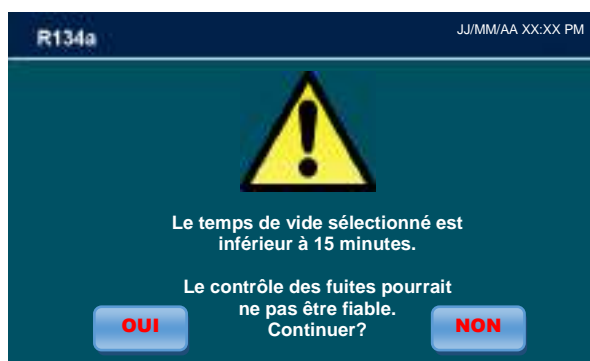 R134a
JJ/MM/AA XX:XX PM
Le temps de vide sélectionné est
inférieur à 15 minutes.
Le contrôle des fuites pourrait
ne pas être fiable.
Continuer?
OUI
NON